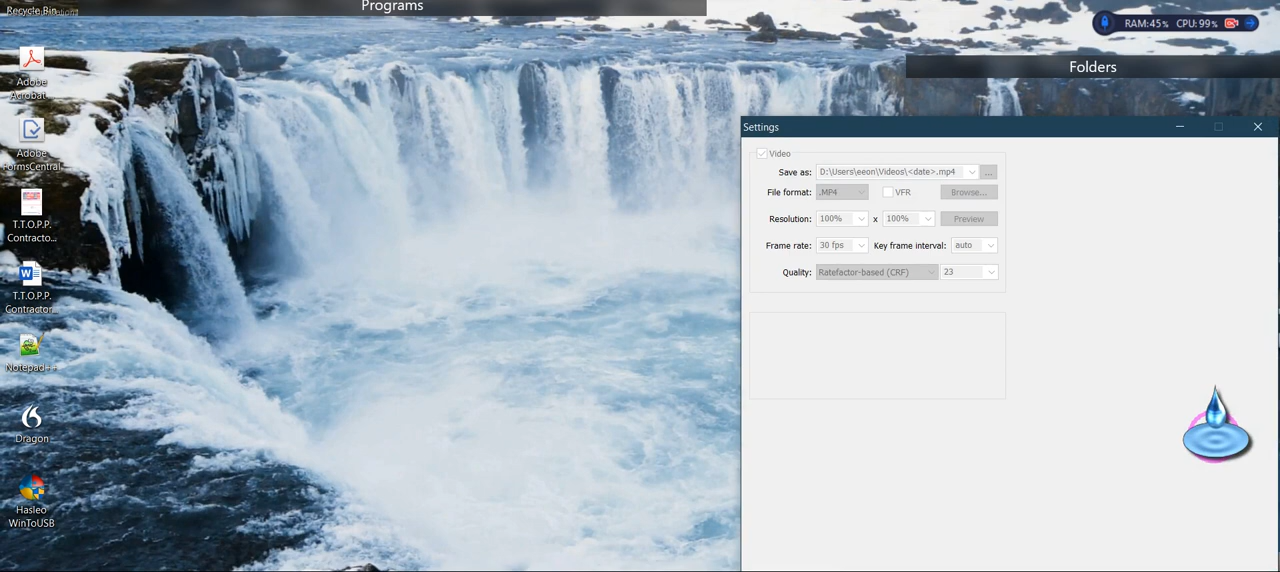 Programs
Recycle Bin
RAM:45% CPU:99%
Folders
Adobe
Acrobat...
Adobe
FormsCentral
T.T.O.P.P.
Contracto...
T.T.O.P.P.
Contractor...
Notepad++
Dragon
Hasleo
WinToUSB
Settings
Video
Save as: D:\Users\eeon\Videos\<date>.mp4 ...
File format: .MP4 VFR Browse...
Resolution: 100% x 100% Preview
Frame rate: 30 fps Key frame interval: auto
Quality: Ratefactor-based (CRF) 23